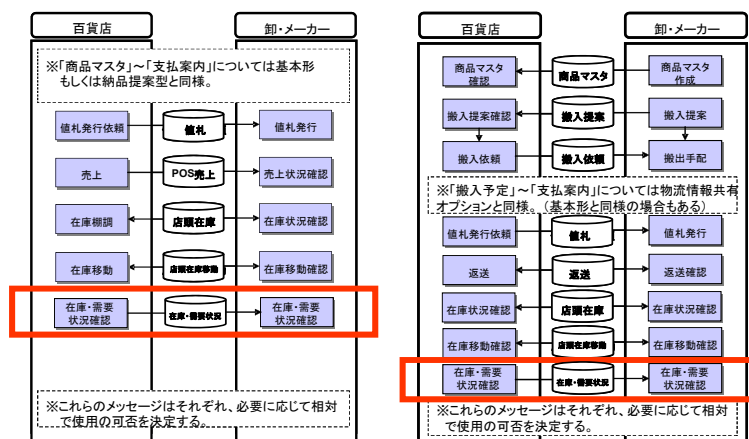 百貨店
卸・メーカー
※「商品マスタ」~「支払案内」については基本形
もしくは納品提案型と同様。
値札発行依頼
値札
値札発行
売上
POS売上
売上状況確認
在庫棚調
店頭在庫
在庫状況確認
在庫移動
店頭在庫移動
在庫移動確認
在庫・需要
状況確認
在庫・需要状況
在庫・需要
状況確認
※これらのメッセージはそれぞれ、必要に応じて相対
で使用の可否を決定する。
百貨店
卸・メーカー
商品マスタ
確認
商品マスタ
商品マスタ
作成
搬入提案確認
搬入提案
搬入提案
搬入依頼
搬入依頼
搬出手配
※「搬入予定」~「支払案内」については物流情報共有
オプションと同様。(基本形と同様の場合もある)
値札発行依頼
値札
値札発行
返送
返送
返送確認
在庫状況確認
店頭在庫
在庫状況確認
在庫移動確認
店頭在庫移動
在庫移動確認
在庫・需要
状況確認
在庫・需要状況
在庫・需要
状況確認
※これらのメッセージはそれぞれ、必要に応じて相対
で使用の可否を決定する。